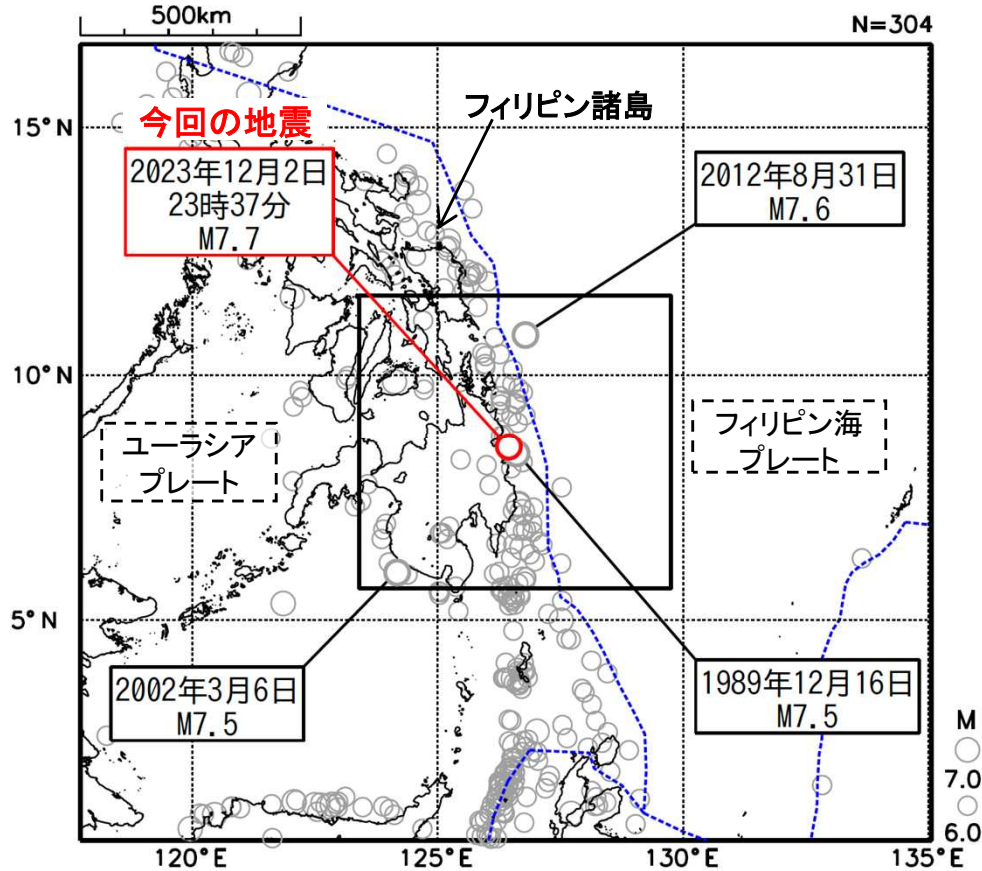 500km
N=304
15°N
フィリピン諸島
今回の地震
2023年12月2日
23時37分
M7.7
2012年8月31日
M7.6
10°N
ユーラシア
プレート
フィリピン海
プレート
5°N
2002年3月6日
M7.5
1989年12月16日
M7.5
M
7.0
6.0
120°E
125°E
130°E
135°E